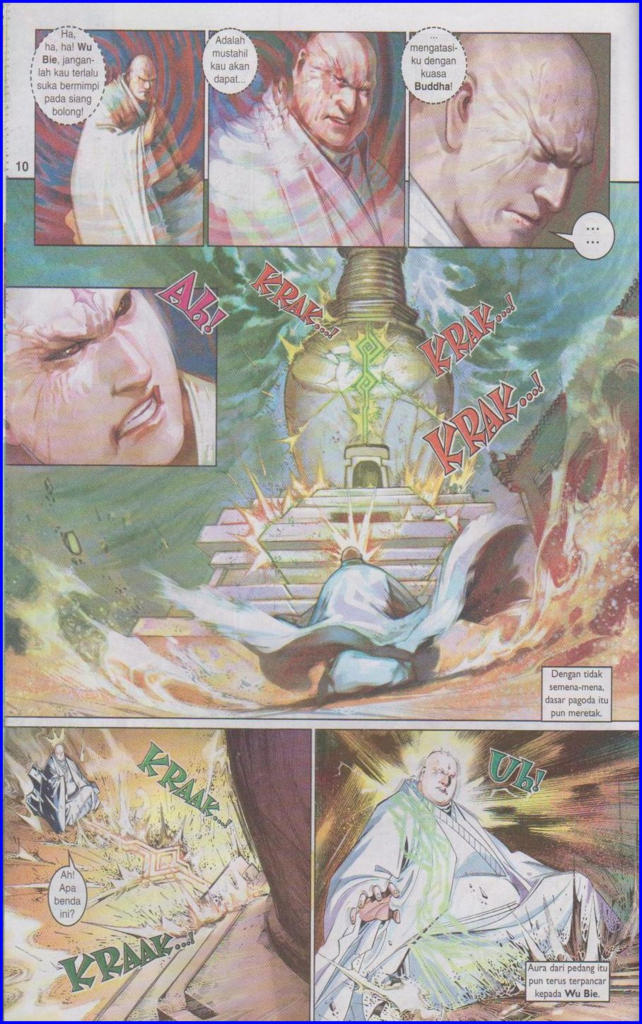 Ha,
ha, ha! Wu
Bie, jangan-
lah kau terlalu
suka bermimpi
pada siang
bolong!
Adalah
mustahil
kau akan
dapat...
...
mengatasi-
ku dengan
kuasa
Buddha!
...
...
10
Ah!
KRAK...!
KRAK...!
KRAK...!
Dengan tidak
semena-mena,
dasar pagoda itu
pun meretak.
KRAAK...!
Ah!
Apa
benda
ini?
KRAAK...!
Uh!
Aura dari pedang itu
pun terus terpancar
kepada Wu Bie.